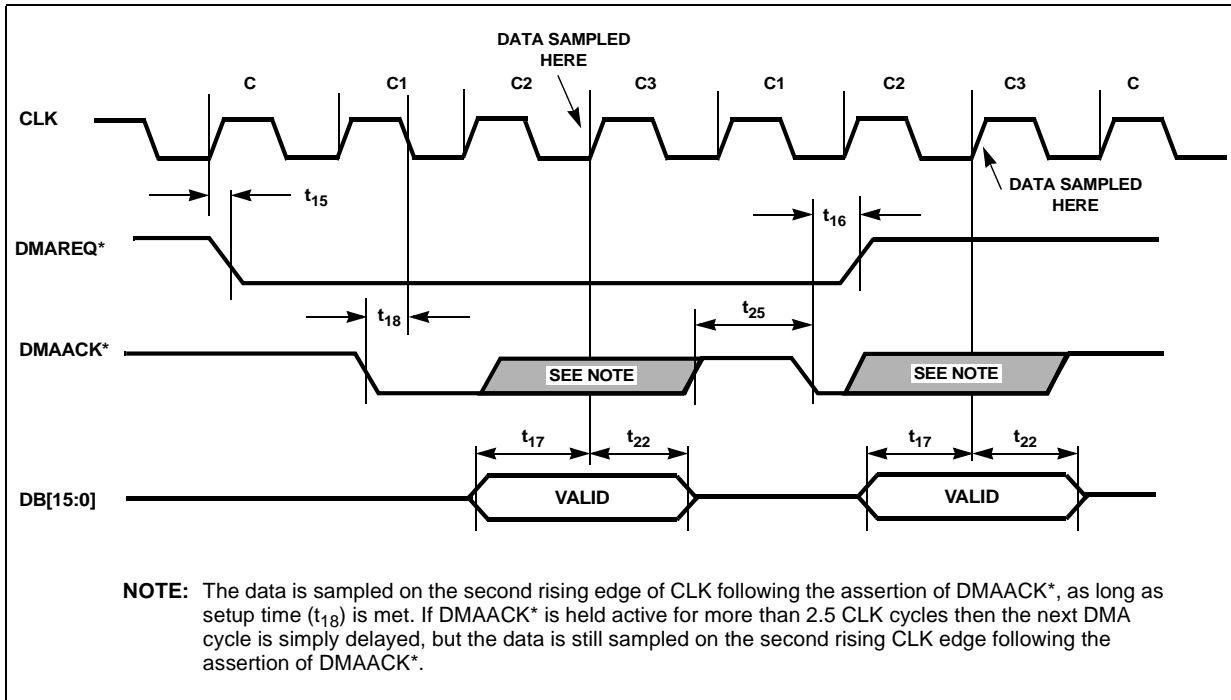 DATA SAMPLED
HERE
C C1 C2 C3 C1 C2 C3 C
CLK
DATA SAMPLED
HERE
t15
t16
DMAREQ*
t18
t25
DMAACK*
SEE NOTE SEE NOTE
t17 t22 t17 t22
DB[15:0]
VALID VALID
NOTE: The data is sampled on the second rising edge of CLK following the assertion of DMAACK*, as long as
setup time (t18) is met. If DMAACK* is held active for more than 2.5 CLK cycles then the next DMA
cycle is simply delayed, but the data is still sampled on the second rising CLK edge following the
assertion of DMAACK*.